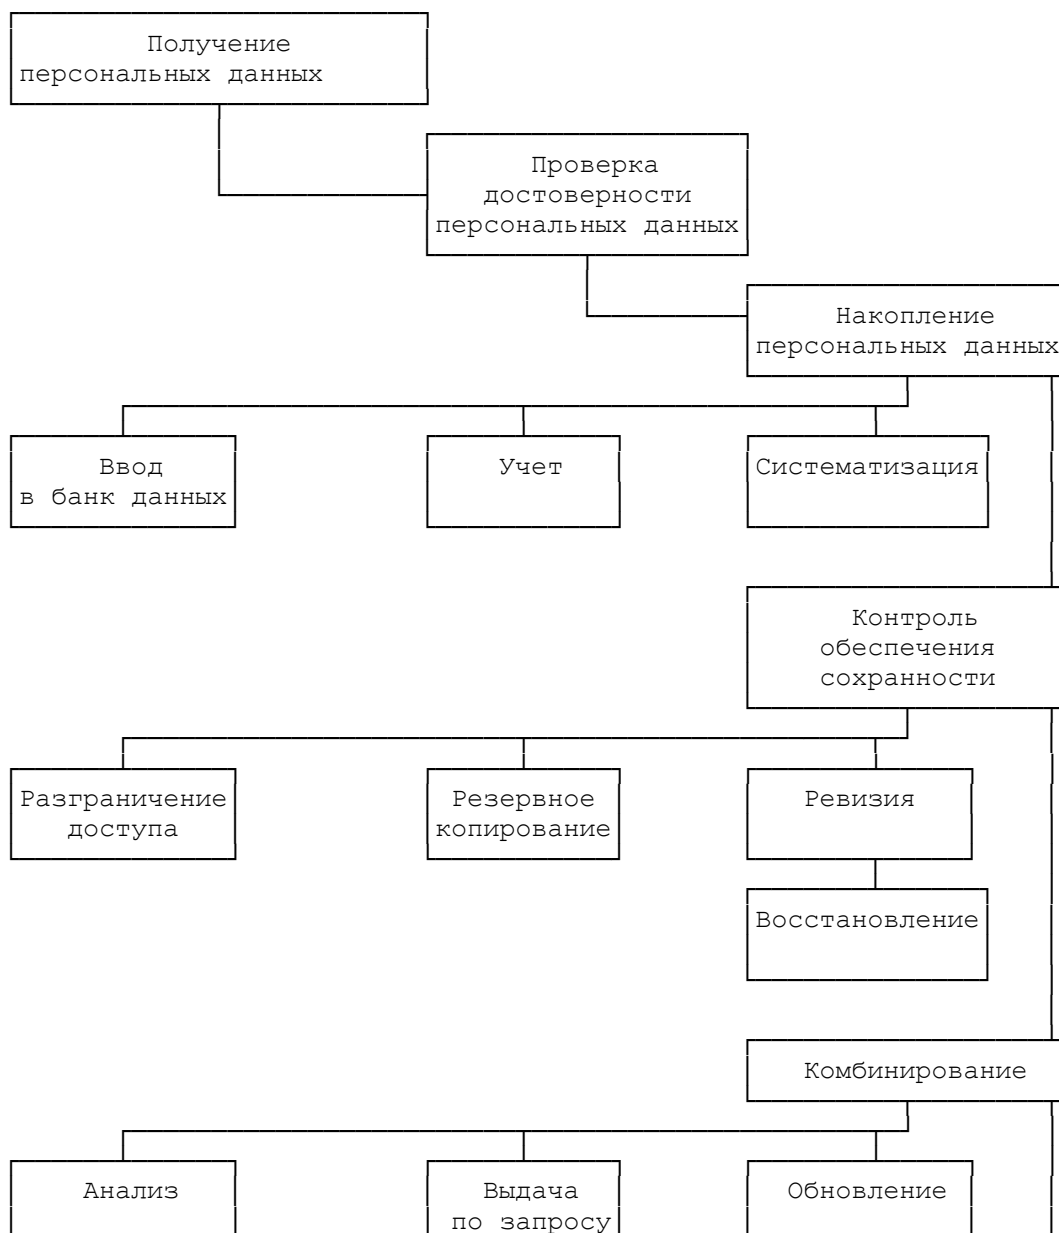 Получение
персональных данных
Проверка
достоверности
персональных данных
Накопление
персональных данных
Ввод
в банк данных
Учет
Систематизация
Контроль
обеспечения
сохранности
Разграничение
доступа
Резервное
копирование
Ревизия
Восстановление
Комбинирование
Анализ
Выдача
по запросу
Обновление